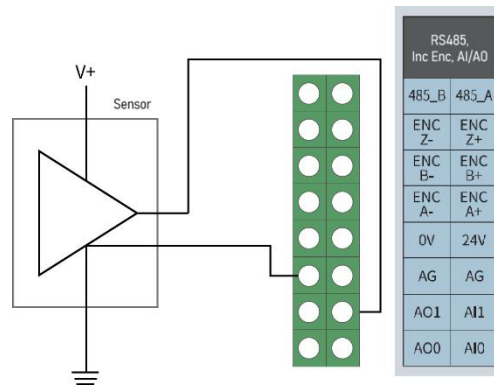 V+
Sensor
RS485,
Inc Enc, AI/AO
485_B 485_A
ENC Z- ENC Z+
ENC B- ENC B+
ENC A- ENC A+
0V 24V
AG AG
AO1 AI1
AO0 AI0